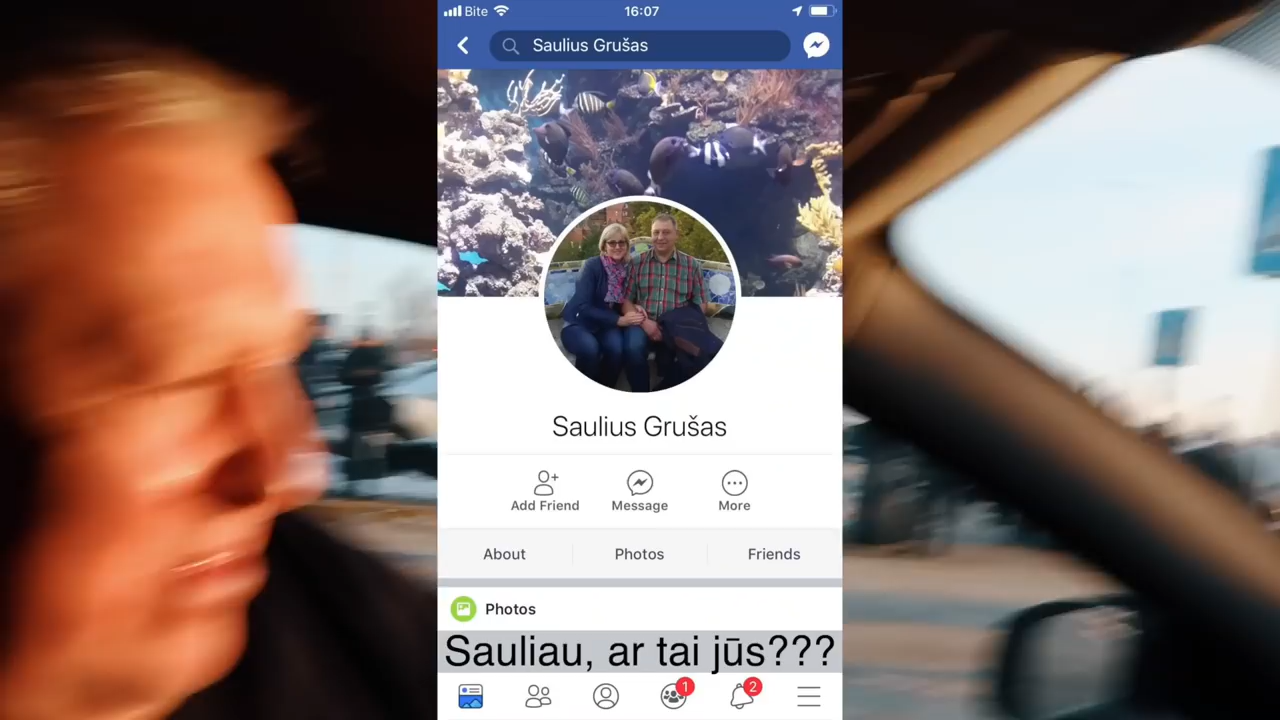 Bite 16:07
Saulius Grušas
Saulius Grušas
Add Friend Message More
About Photos Friends
Photos
Sauliau, ar tai jūs???
1 2